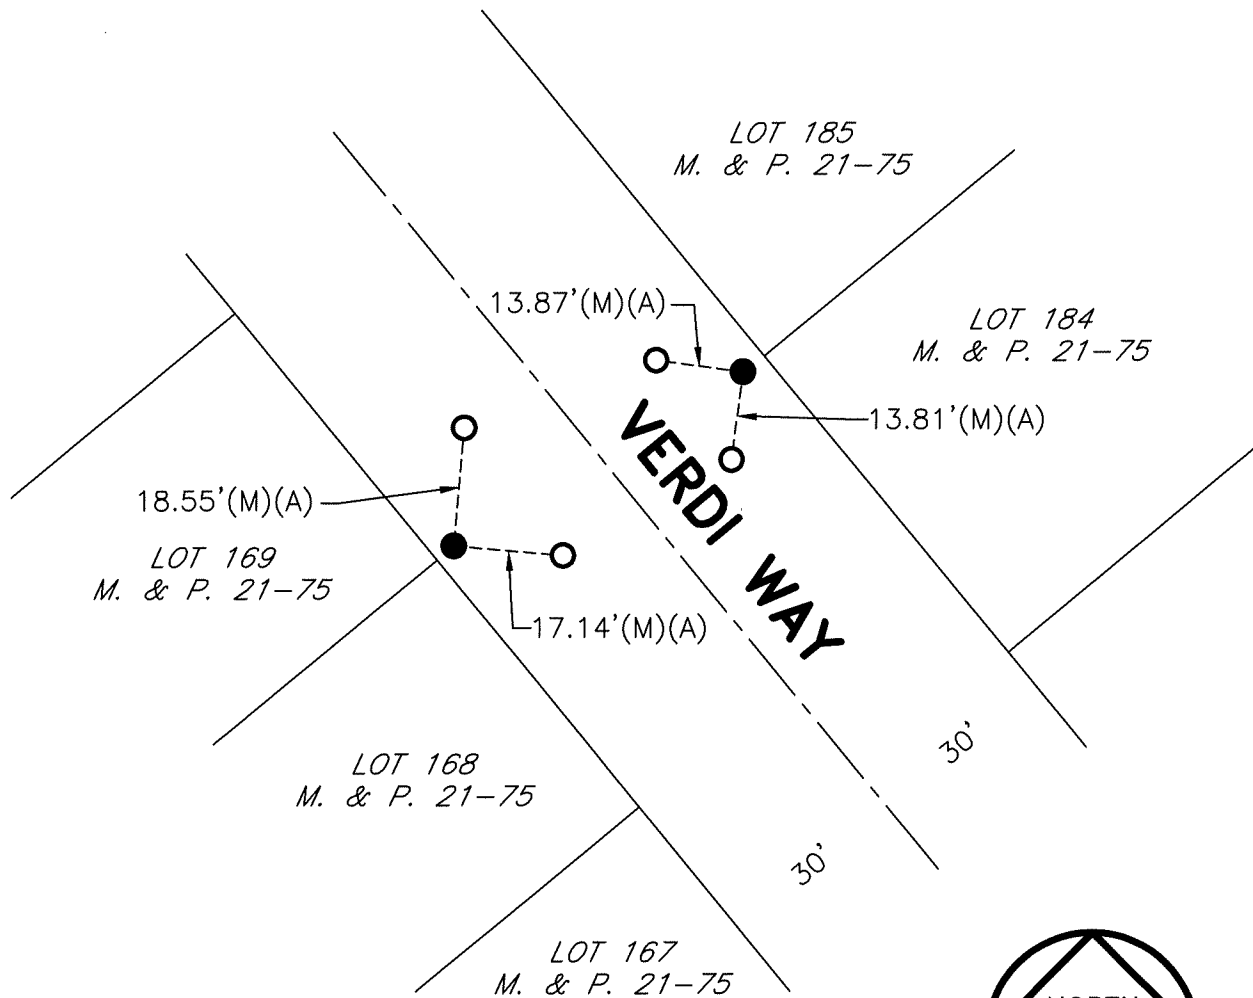 LOT 185
M. & P. 21-75
13.87'(M)(A)
LOT 184
M. & P. 21-75
13.81'(M)(A)
VERDI WAY
18.55'(M)(A)
LOT 169
M. & P. 21-75
17.14'(M)(A)
30'
LOT 168
M. & P. 21-75
30'
LOT 167
M. & P. 21-75
NORTH